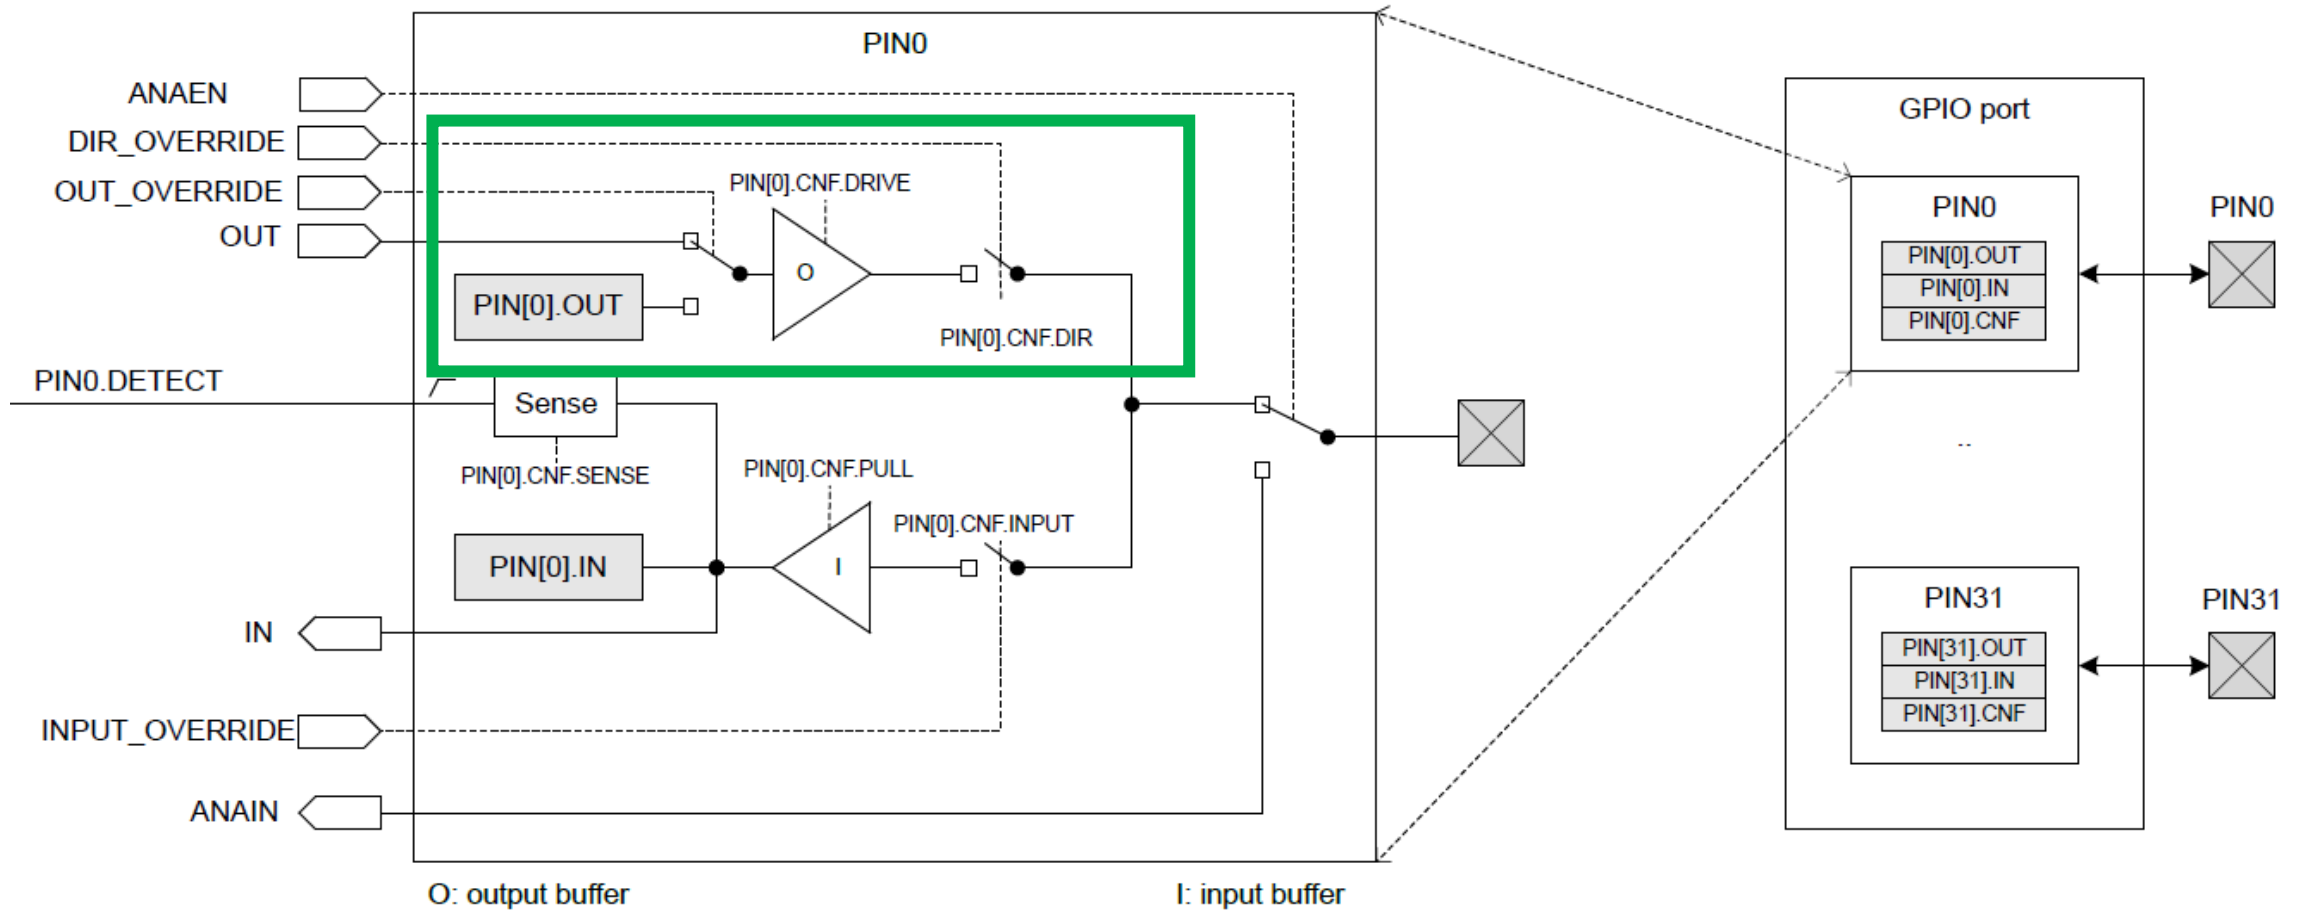 PIN0
ANAEN
DIR_OVERRIDE
OUT_OVERRIDE
OUT
PIN[0].CNF.DRIVE
O
PIN[0].OUT
PIN[0].CNF.DIR
PIN0.DETECT
Sense
PIN[0].CNF.SENSE
PIN[0].CNF.PULL
PIN[0].CNF.INPUT
PIN[0].IN
I
IN
INPUT_OVERRIDE
ANAIN
O: output buffer
I: input buffer
GPIO port
PIN0
PIN[0].OUT
PIN[0].IN
PIN[0].CNF
PIN0
..
PIN31
PIN[31].OUT
PIN[31].IN
PIN[31].CNF
PIN31